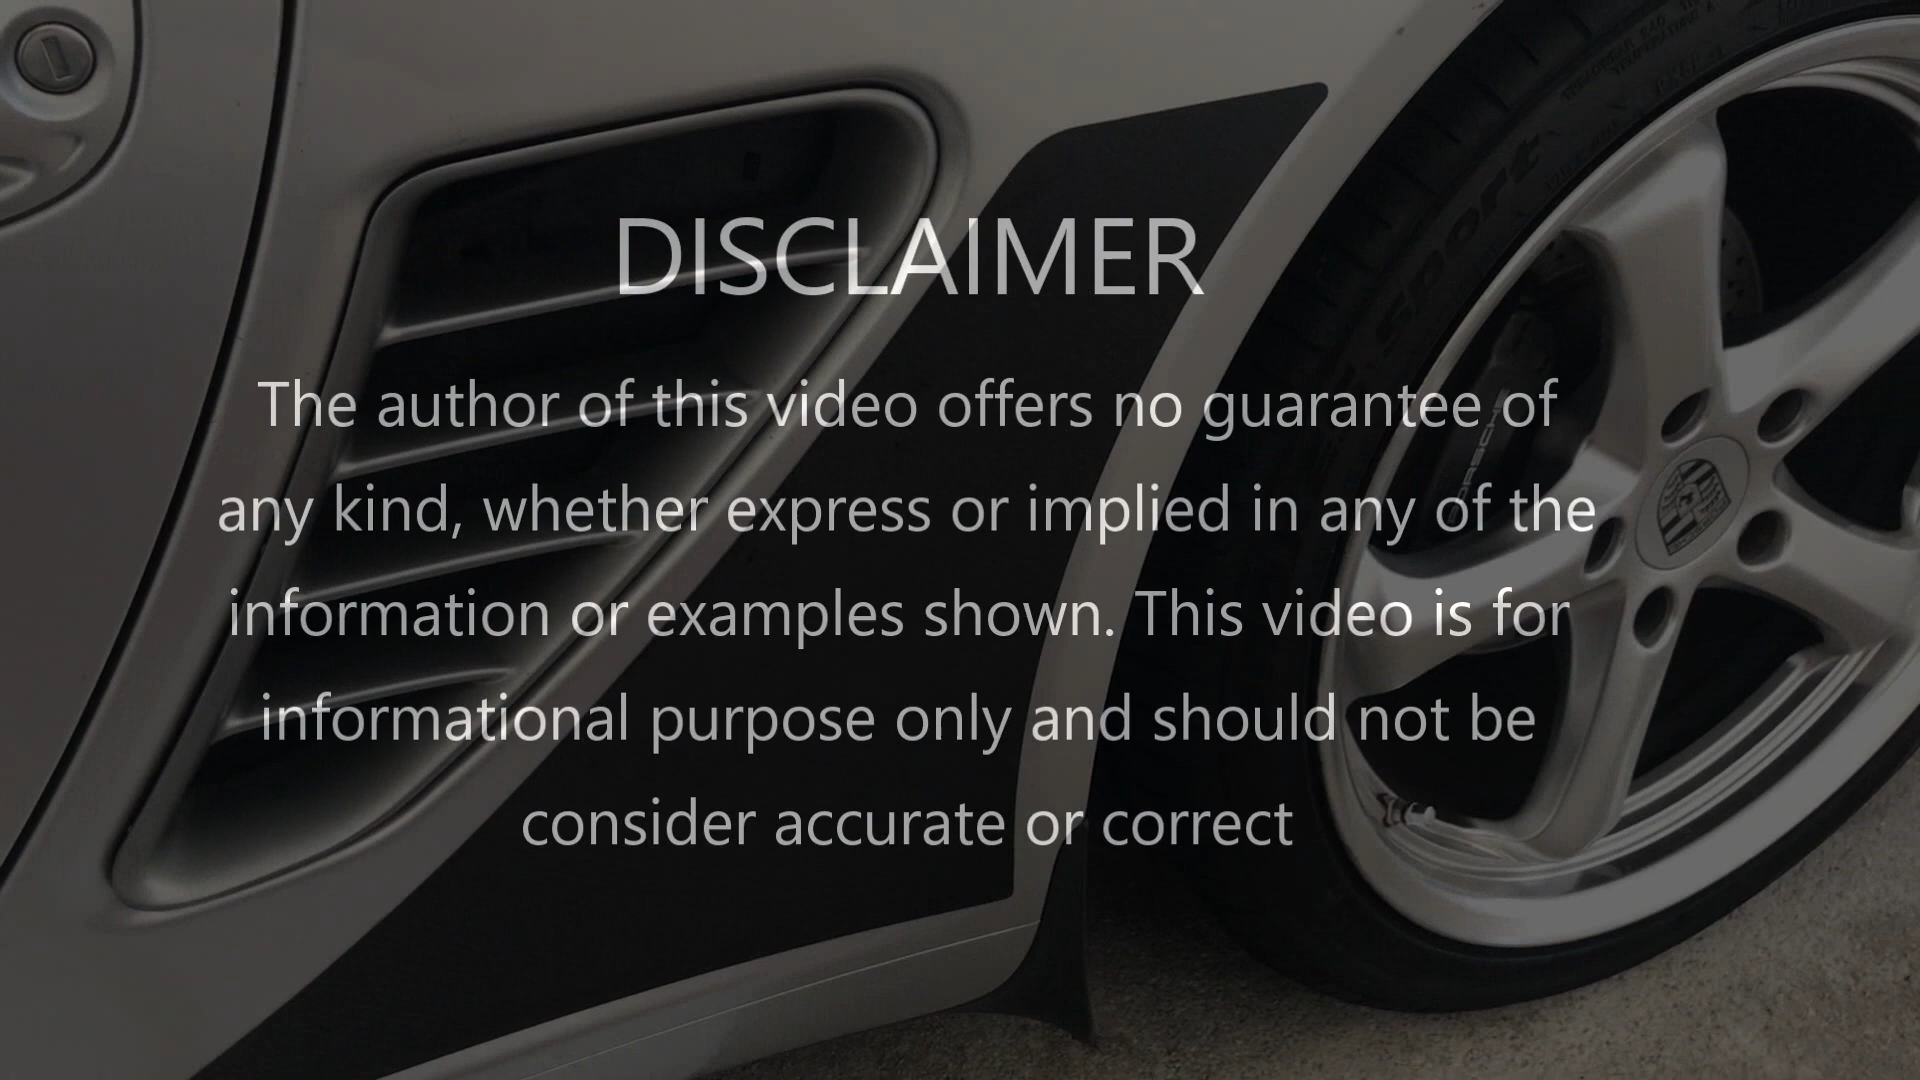 DISCLAIMER
The author of this video offers no guarantee of
any kind, whether express or implied in any of the
information or examples shown. This video is for
informational purpose only and should not be
consider accurate or correct
Sport
PORSCHE